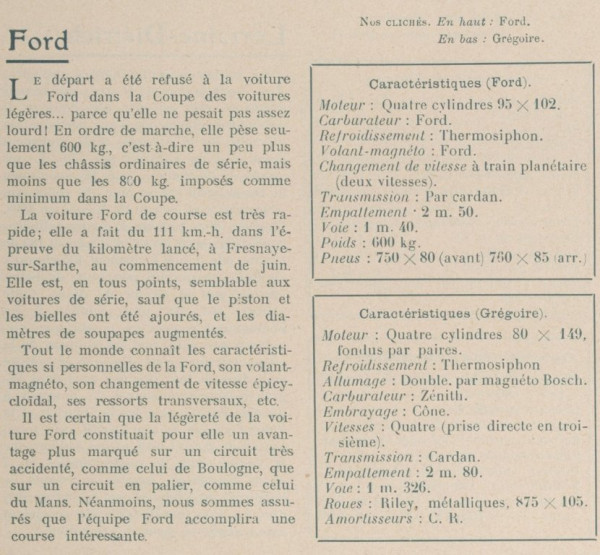 Ford
LE départ a été refusé à la voiture
Ford dans la Coupe des voitures
légères... parce qu'elle ne pesait pas assez
lourd! En ordre de marche, elle pèse seu-
lement 600 kg., c'est-à-dire un peu plus
que les châssis ordinaires de série, mais
moins que les 800 kg. imposés comme
minimum dans la Coupe.
La voiture Ford de course est très ra-
pide; elle a fait du 111 km.-h. dans l'é-
preuve du kilomètre lancé, à Fresnaye-
sur-Sarthe, au commencement de juin.
Elle est, en tous points, semblable aux
voitures de série, sauf que le piston et
les bielles ont été ajourés, et les dia-
mètres de soupapes augmentés.
Tout le monde connaît les caractéristi-
ques si personnelles de la Ford, son volant-
magnéto, son changement de vitesse épicy-
cloïdal, ses ressorts transversaux, etc.
Il est certain que la légèreté de la voi-
ture Ford constituait pour elle un avan-
tage plus marqué sur un circuit très
accidenté, comme celui de Boulogne, que
sur un circuit en palier, comme celui
du Mans. Néanmoins, nous sommes assu-
rés que l'équipe Ford accomplira une
course intéressante.
NOS CLICHÉS. En haut : Ford.
En bas : Grégoire.
Caractéristiques (Ford).
Moteur : Quatre cylindres 95 × 102.
Carburateur : Ford.
Refroidissement : Thermosiphon.
Volant-magnéto : Ford.
Changement de vitesse à train planétaire
(deux vitesses).
Transmission : Par cardan.
Empattement : 2 m. 50.
Voie : 1 m. 40.
Poids : 600 kg.
Pneus : 750 × 80 (avant) 760 × 85 (arr.)
Caractéristiques (Grégoire).
Moteur : Quatre cylindres 80 × 149,
fondus par paires.
Refroidissement : Thermosiphon
Allumage : Double, par magnéto Bosch.
Carburateur : Zénith.
Embrayage : Cône.
Vitesses : Quatre (prise directe en troi-
sième).
Transmission : Cardan.
Empattement : 2 m. 80.
Voie : 1 m. 326.
Roues : Riley, métalliques, 875 × 105.
Amortisseurs : C. R.